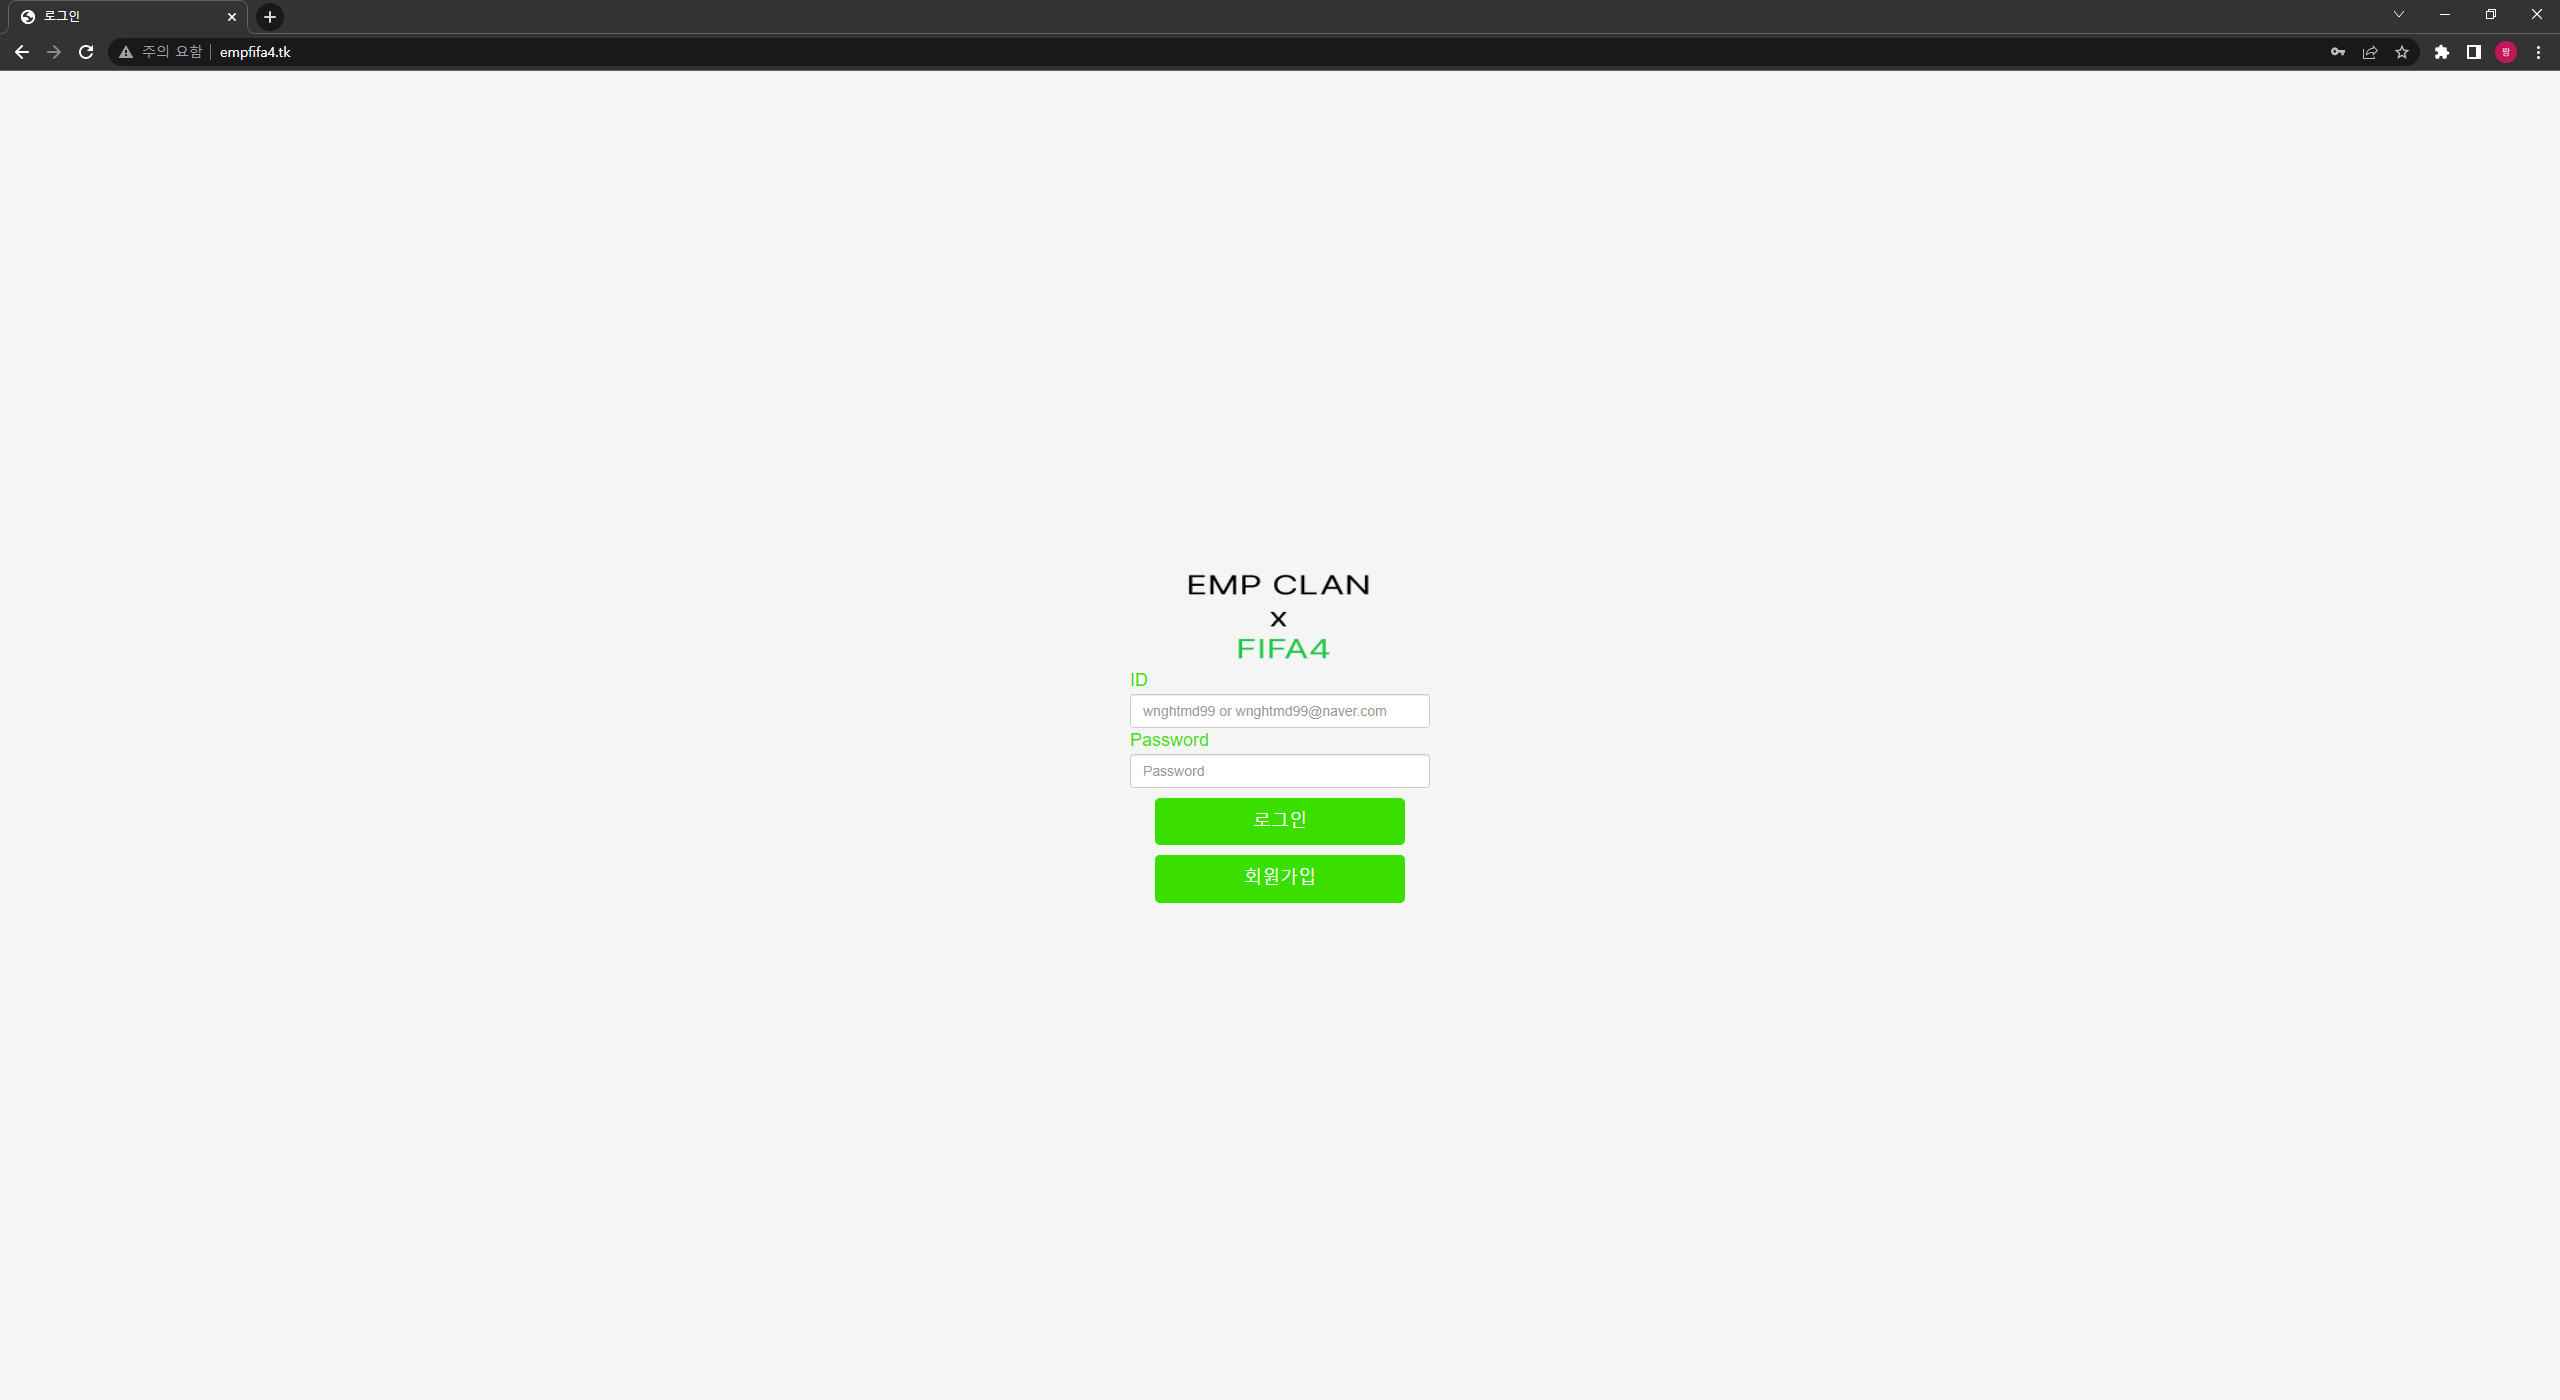 로그인
주의 요함 empfifa4.tk
짱
EMP CLAN
x
FIFA4
ID
wnghtmd99 or wnghtmd99@naver.com
Password
Password
로그인
회원가입